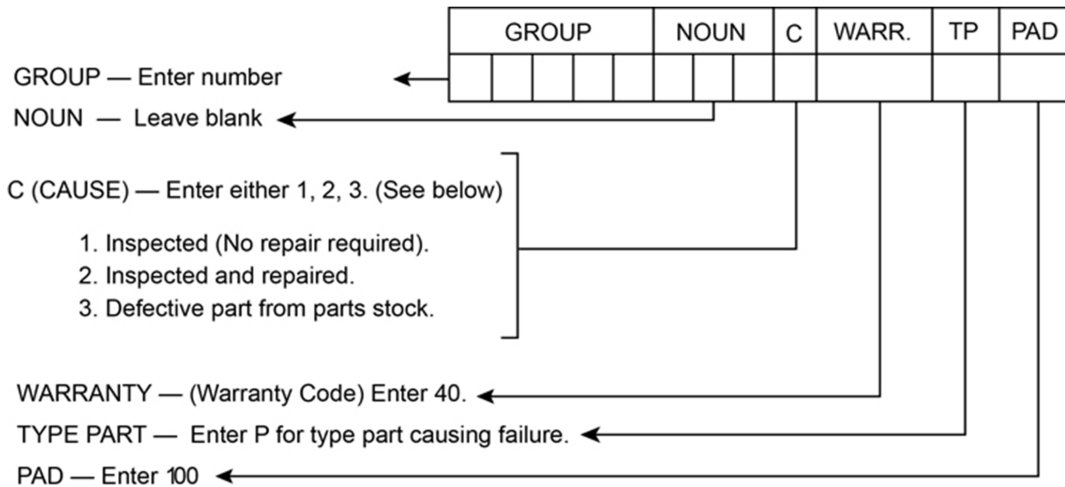 GROUP NOUN C WARR. TP PAD
GROUP — Enter number
NOUN — Leave blank
C (CAUSE) — Enter either 1, 2, 3. (See below)
1. Inspected (No repair required).
2. Inspected and repaired.
3. Defective part from parts stock.
WARRANTY — (Warranty Code) Enter 40.
TYPE PART — Enter P for type part causing failure.
PAD — Enter 100